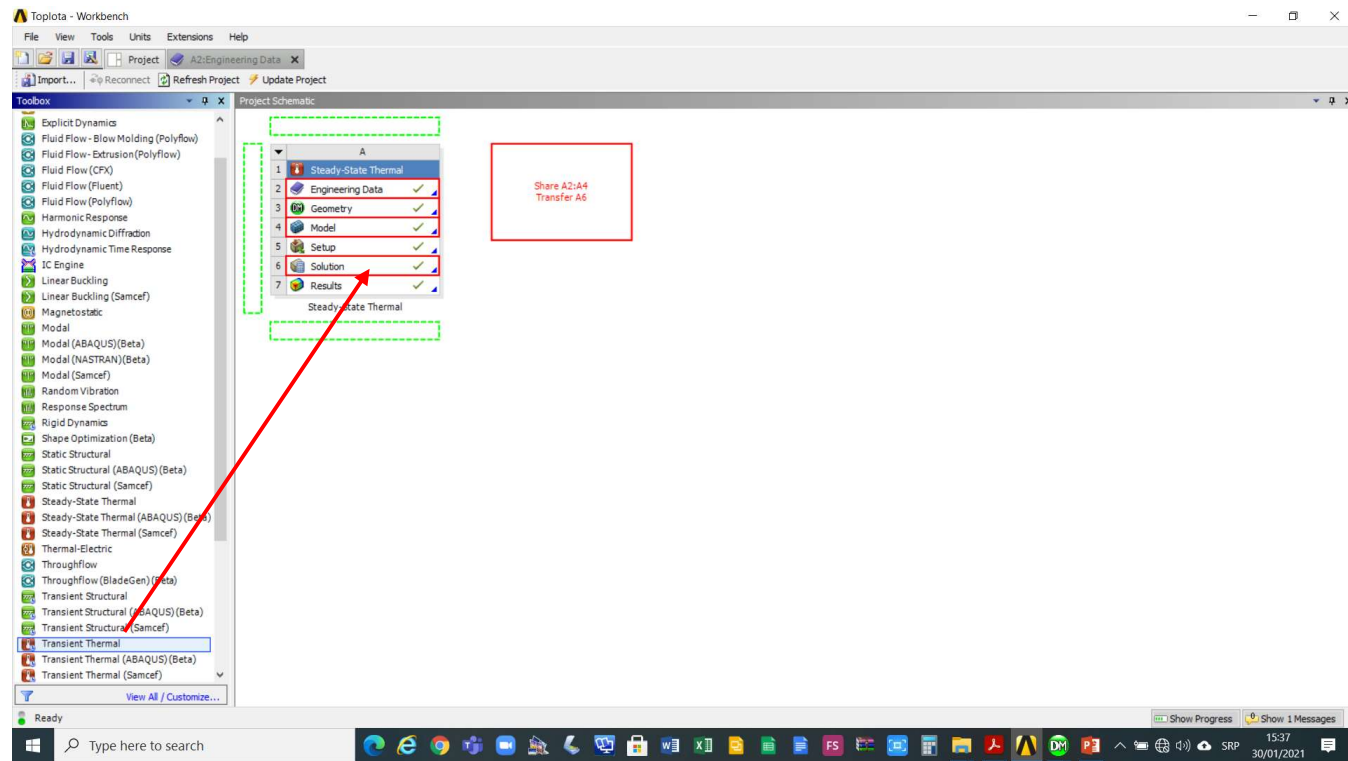 Toplota - Workbench
File View Tools Units Extensions Help
Project A2:Engineering Data
Import... Reconnect Refresh Project Update Project
Toolbox
Project Schematic
Explicit Dynamics
Fluid Flow - Blow Molding (Polyflow)
Fluid Flow - Extrusion (Polyflow)
Fluid Flow (CFX)
Fluid Flow (Fluent)
Fluid Flow (Polyflow)
Harmonic Response
Hydrodynamic Diffraction
Hydrodynamic Time Response
IC Engine
Linear Buckling
Linear Buckling (Samcef)
Magnetostatic
Modal
Modal (ABAQUS) (Beta)
Modal (NASTRAN) (Beta)
Modal (Samcef)
Random Vibration
Response Spectrum
Rigid Dynamics
Shape Optimization (Beta)
Static Structural
Static Structural (ABAQUS) (Beta)
Static Structural (Samcef)
Steady-State Thermal
Steady-State Thermal (ABAQUS) (Beta)
Steady-State Thermal (Samcef)
Thermal-Electric
Throughflow
Throughflow (BladeGen) (Beta)
Transient Structural
Transient Structural (ABAQUS) (Beta)
Transient Structural (Samcef)
Transient Thermal
Transient Thermal (ABAQUS) (Beta)
Transient Thermal (Samcef)
View All / Customize...
A
1 Steady-State Thermal
2 Engineering Data
3 Geometry
4 Model
5 Setup
6 Solution
7 Results
Steady-State Thermal
Share A2:A4
Transfer A6
Ready
Show Progress Show 1 Messages
Type here to search
SRP
15:37
30/01/2021